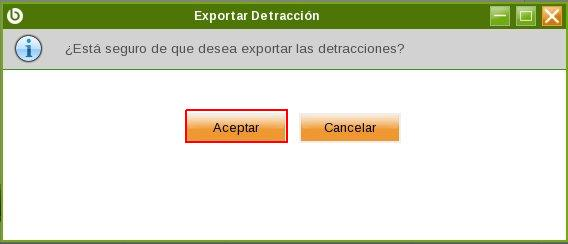 Exportar Detracción
¿Está seguro de que desea exportar las detracciones?
Aceptar
Cancelar